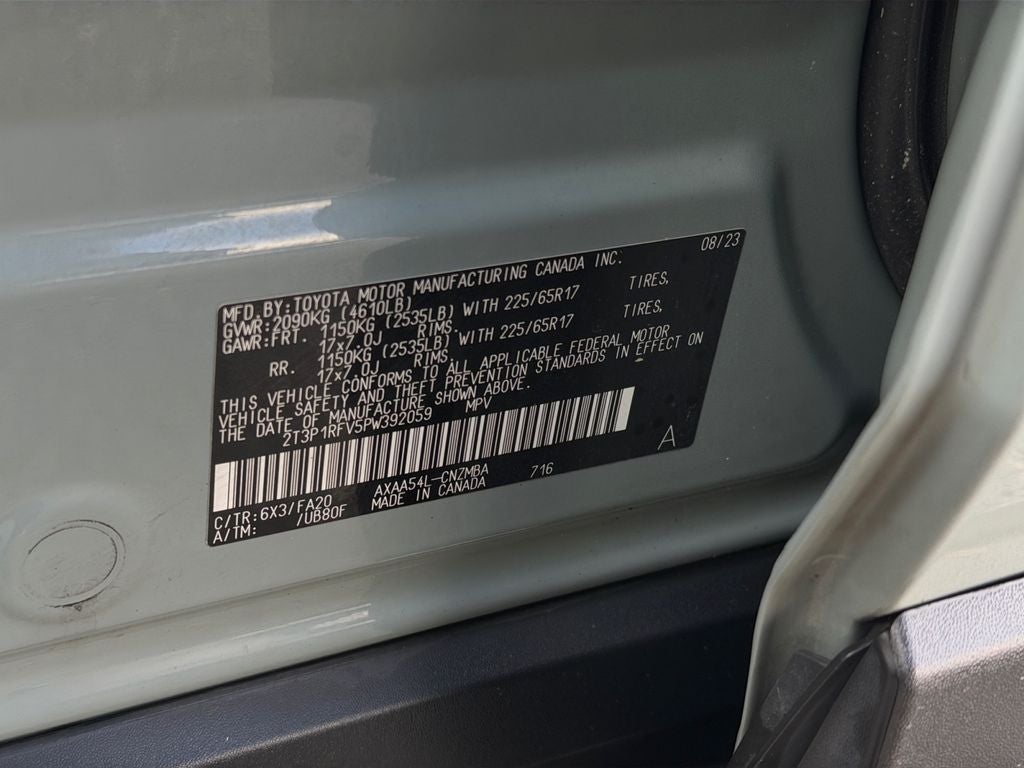 08/23
MFD.BY:TOYOTA MOTOR MANUFACTURING CANADA INC.
GVWR:2090KG (4610LB)
GAWR:FRT. 1150KG (2535LB) WITH 225/65R17 TIRES,
17x7.0J RIMS.
RR. 1150KG (2535LB) WITH 225/65R17 TIRES,
17x7.0J RIMS.
THIS VEHICLE CONFORMS TO ALL APPLICABLE FEDERAL MOTOR
VEHICLE SAFETY AND THEFT PREVENTION STANDARDS IN EFFECT ON
THE DATE OF MANUFACTURE SHOWN ABOVE.
2T3P1RFV5PW392059 MPV
A
C/TR:6X3/FA20 AXAA54L-CNZMBA 716
A/TM: /UB80F MADE IN CANADA